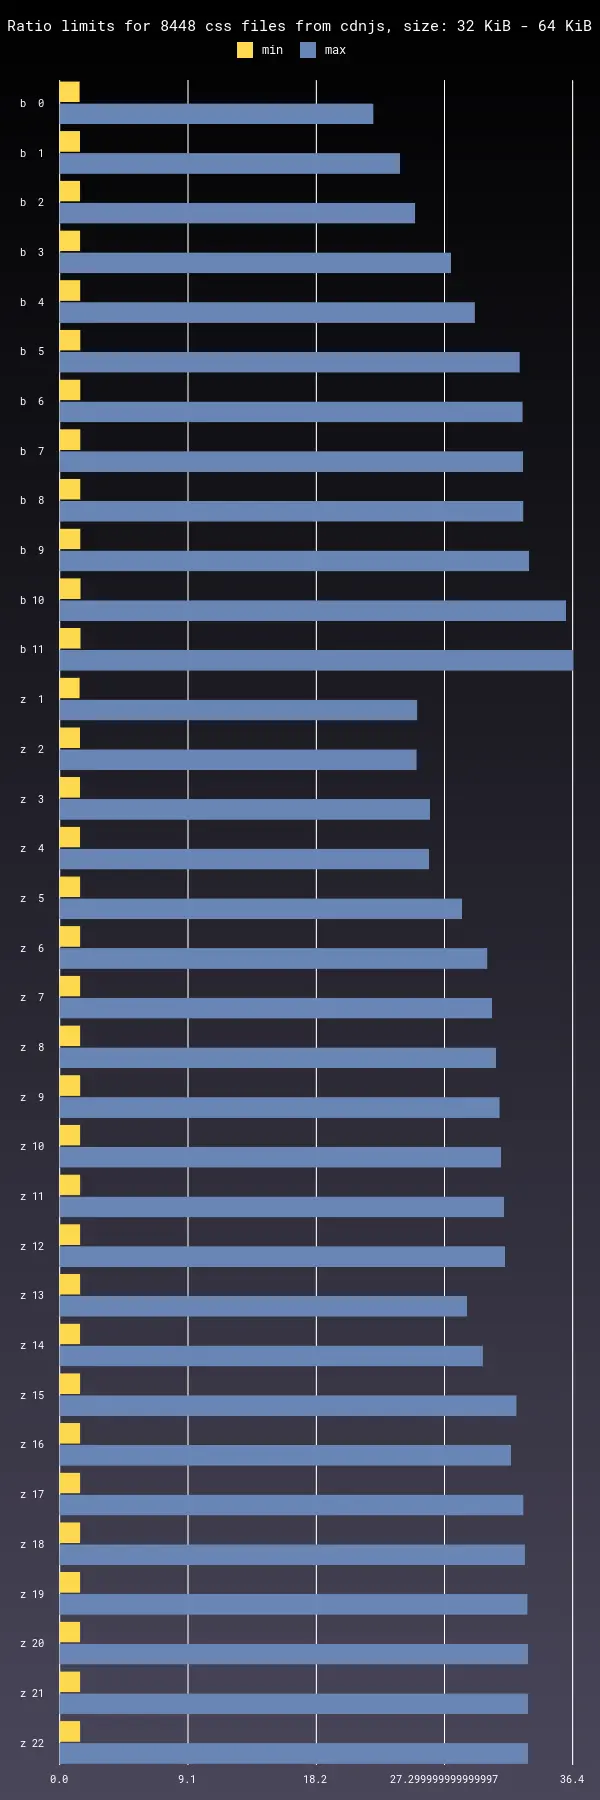 Ratio limits for 8448 css files from cdnjs, size: 32 KiB - 64 KiB
min max
b 0
b 1
b 2
b 3
b 4
b 5
b 6
b 7
b 8
b 9
b 10
b 11
z 1
z 2
z 3
z 4
z 5
z 6
z 7
z 8
z 9
z 10
z 11
z 12
z 13
z 14
z 15
z 16
z 17
z 18
z 19
z 20
z 21
z 22
0.0 9.1 18.2 27.299999999999997 36.4